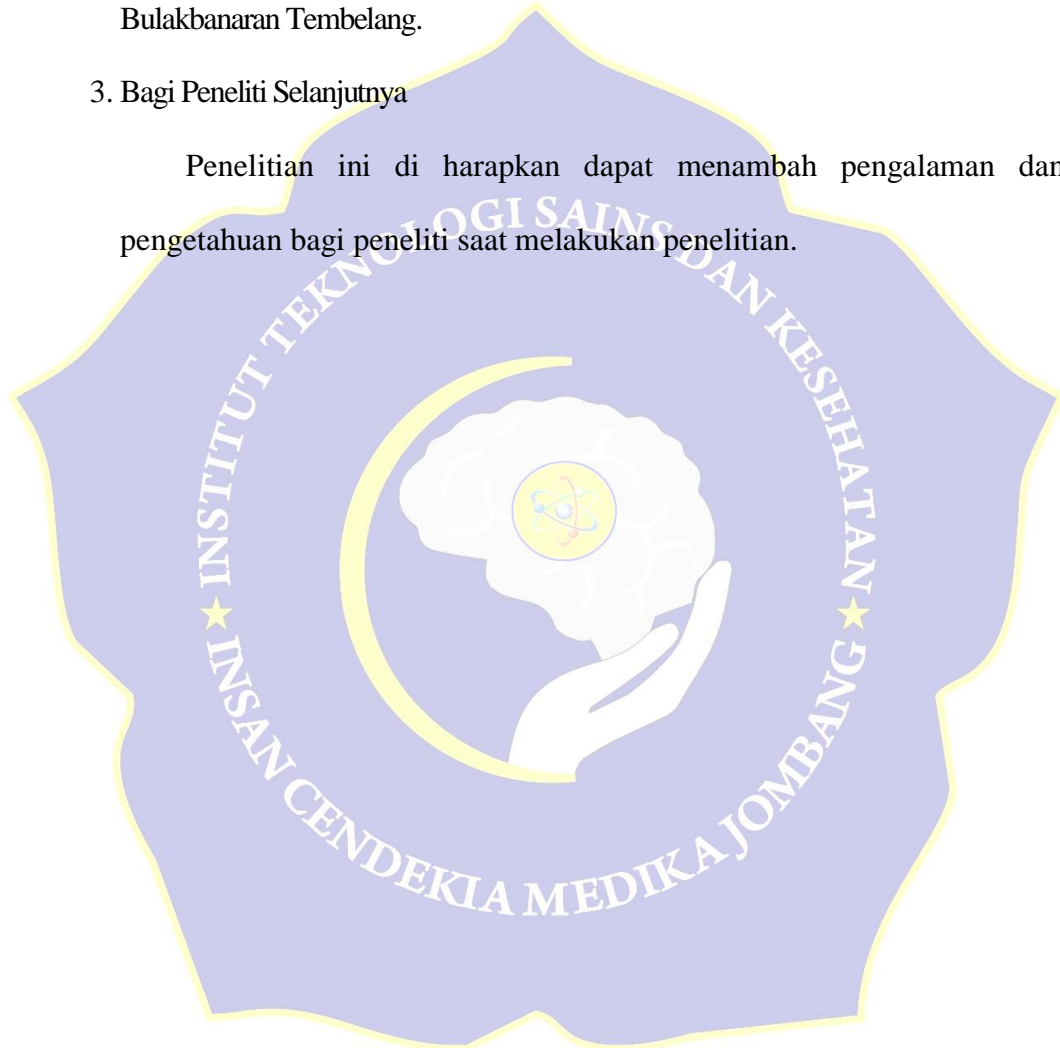 Bulakbanaran Tembelang.
3. Bagi Peneliti Selanjutnya
Penelitian ini di harapkan dapat menambah pengalaman dan
pengetahuan bagi peneliti saat melakukan penelitian.
INSTITUT TEKNOLOGI SAINS DAN KESEHATAN
INSAN CENDEKIA MEDIKA JOMBANG